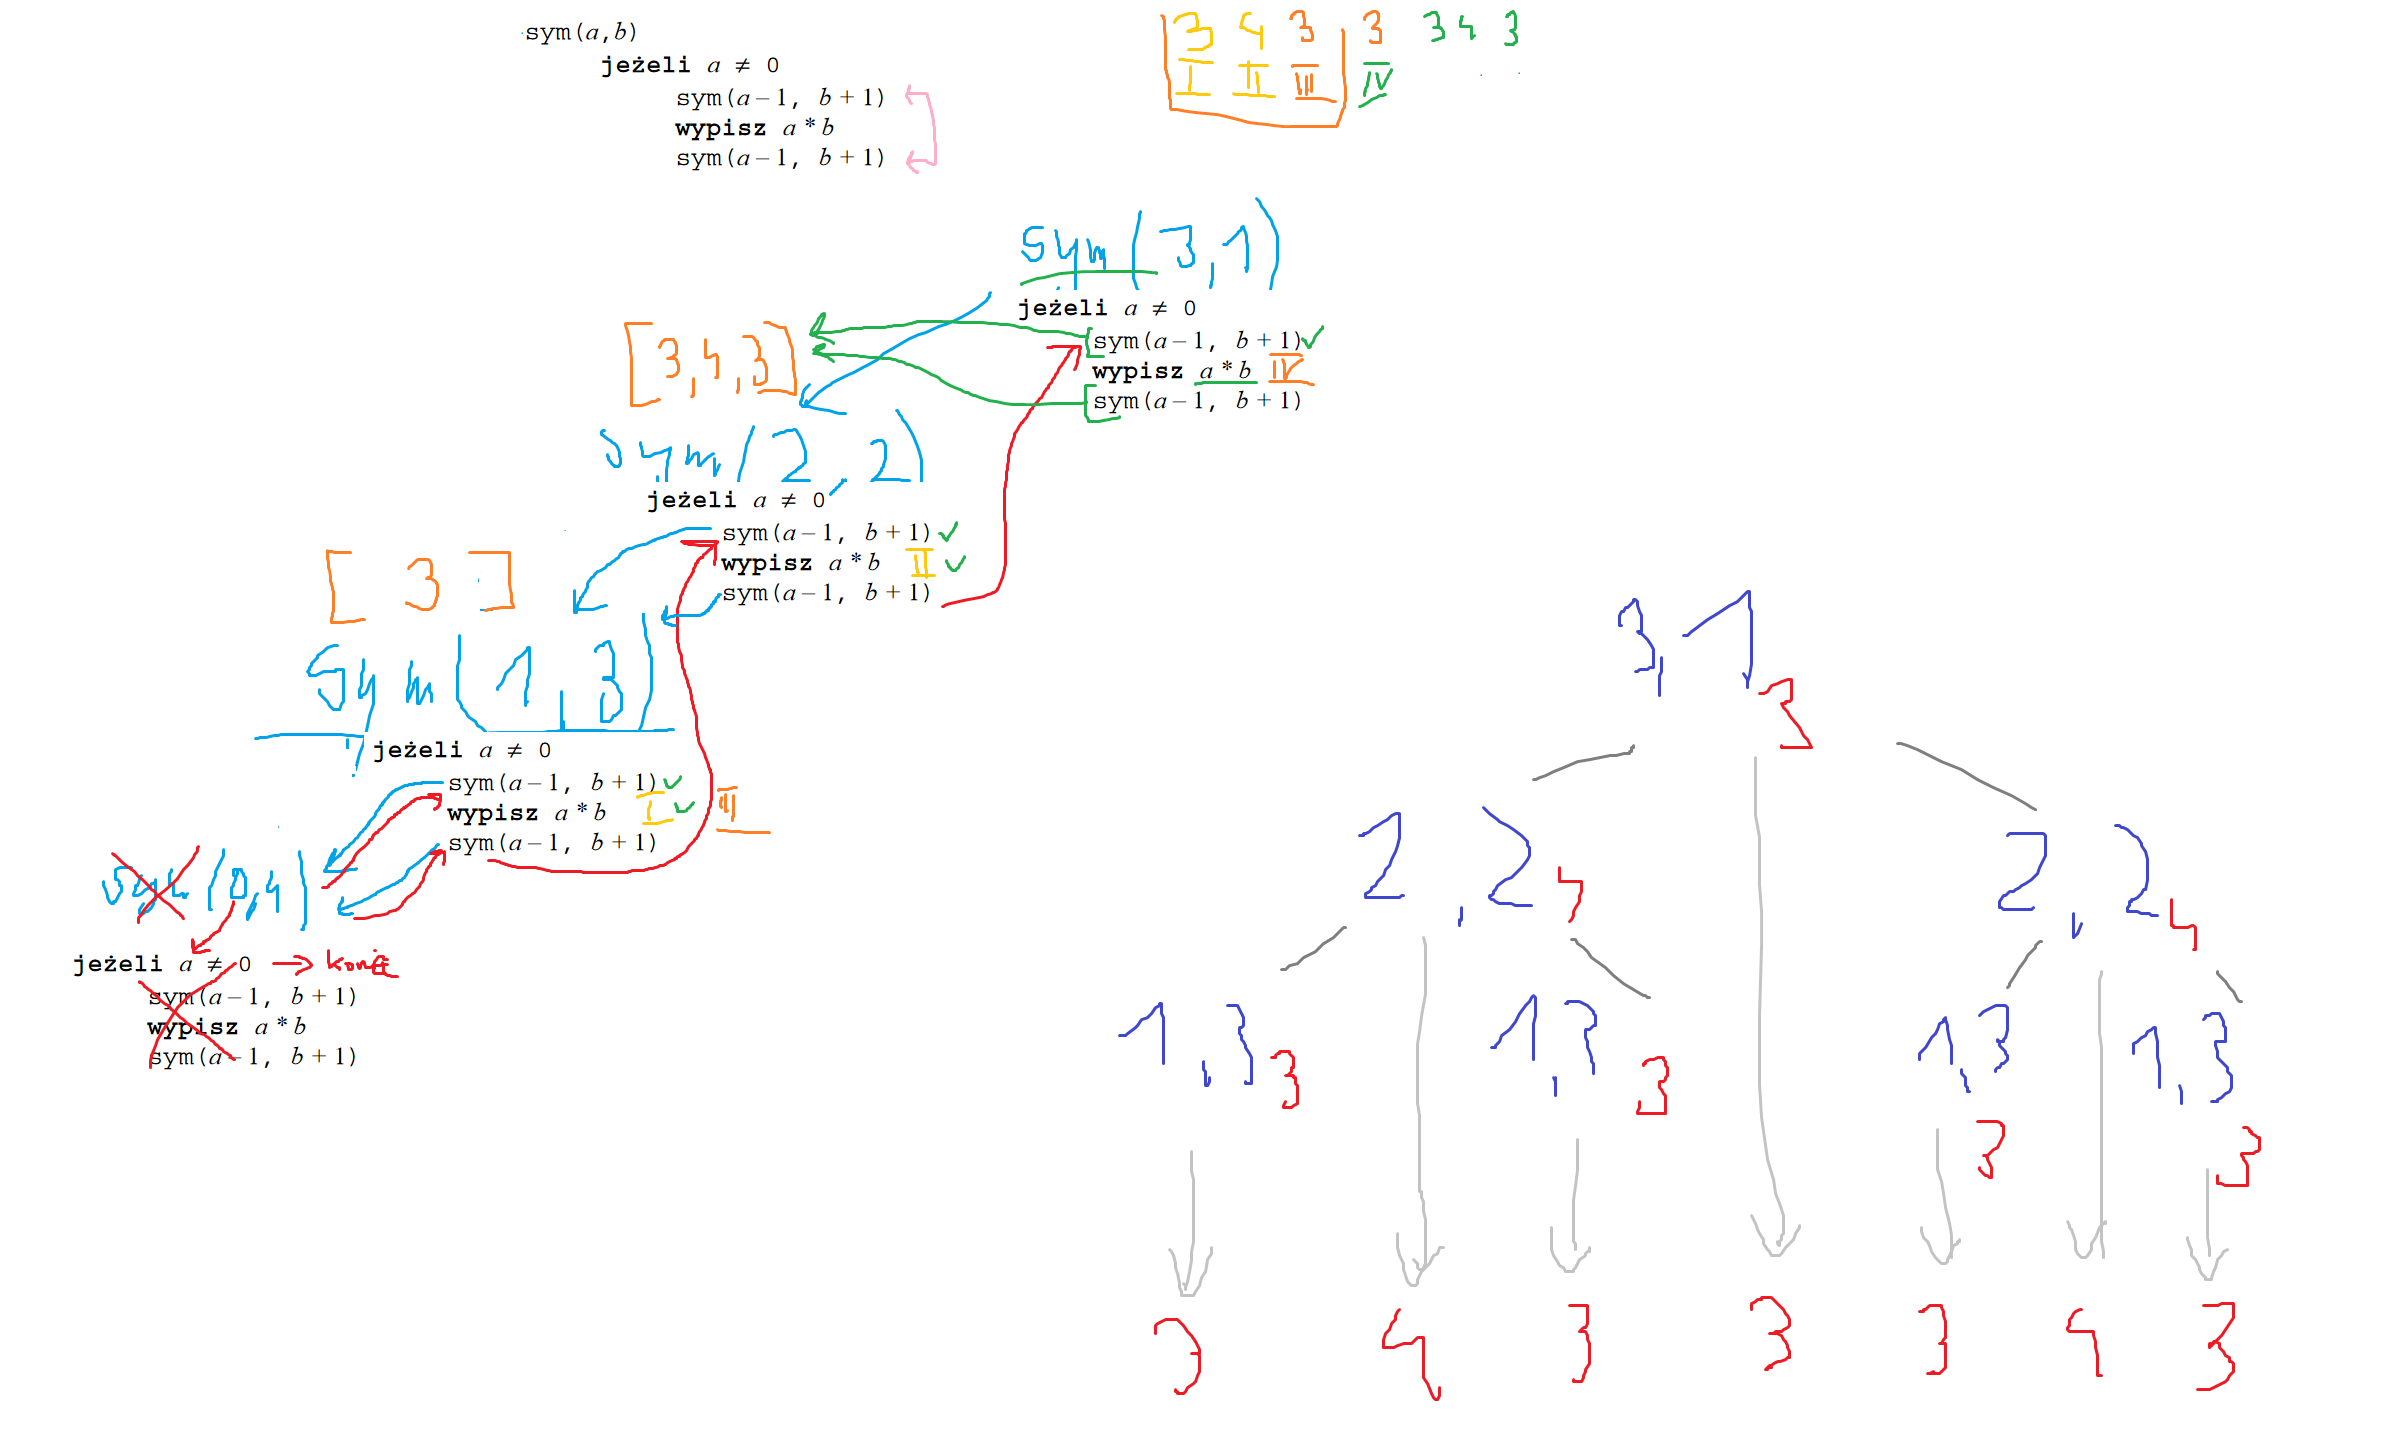 sym(a,b)
jeżeli a ≠ 0
sym(a−1, b+1)
wypisz a*b
sym(a−1, b+1)
3 4 3 3 3 4 3
I II III IV
sym(3,1)
jeżeli a ≠ 0
sym(a−1, b+1)
wypisz a*b IV
sym(a−1, b+1)
[3,4,3]
sym(2,2)
jeżeli a ≠ 0
sym(a−1, b+1)
wypisz a*b II
sym(a−1, b+1)
[3]
sym(1,3)
jeżeli a ≠ 0
sym(a−1, b+1)
wypisz a*b I III
sym(a−1, b+1)
sym(0,4)
jeżeli a ≠ 0 → koniec
sym(a−1, b+1)
wypisz a*b
sym(a−1, b+1)
3,1 3
2,2 4 2,2 4
1,3 3 1,3 3 1,3 3 1,3 3
3 4 3 3 3 4 3